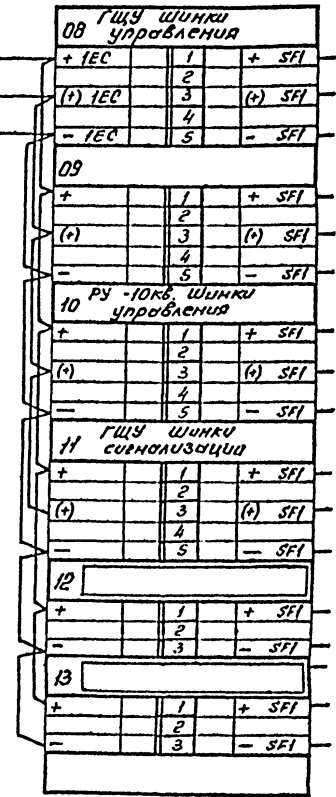 08 ГЩУ шинки
управления
+ 1ЕС 1 + SF1
2
(+) 1ЕС 3 (+) SF1
4
- 1ЕС 5 - SF1
09
+ 1 + SF1
2
(+) 3 (+) SF1
4
- 5 - SF1
10 РУ -10кв, шинки
управления
+ 1 + SF1
2
(+) 3 (+) SF1
4
- 5 - SF1
11 ГЩУ шинки
сигнализации
+ 1 + SF1
2
(+) 3 (+) SF1
4
- 5 - SF1
12
+ 1 + SF1
2
- 3 - SF1
13
+ 1 + SF1
2
- 3 - SF1